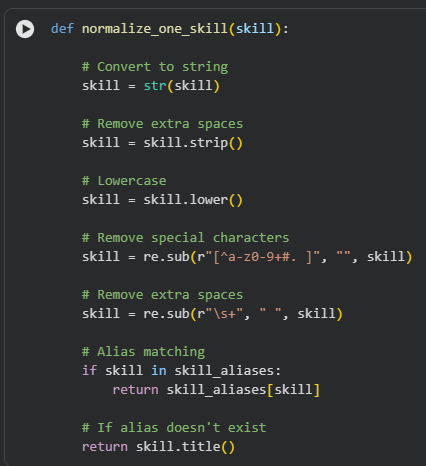 def normalize_one_skill(skill):
# Convert to string
skill = str(skill)
# Remove extra spaces
skill = skill.strip()
# Lowercase
skill = skill.lower()
# Remove special characters
skill = re.sub(r"[^a-z0-9+#. ]", "", skill)
# Remove extra spaces
skill = re.sub(r"\s+", " ", skill)
# Alias matching
if skill in skill_aliases:
return skill_aliases[skill]
# If alias doesn't exist
return skill.title()